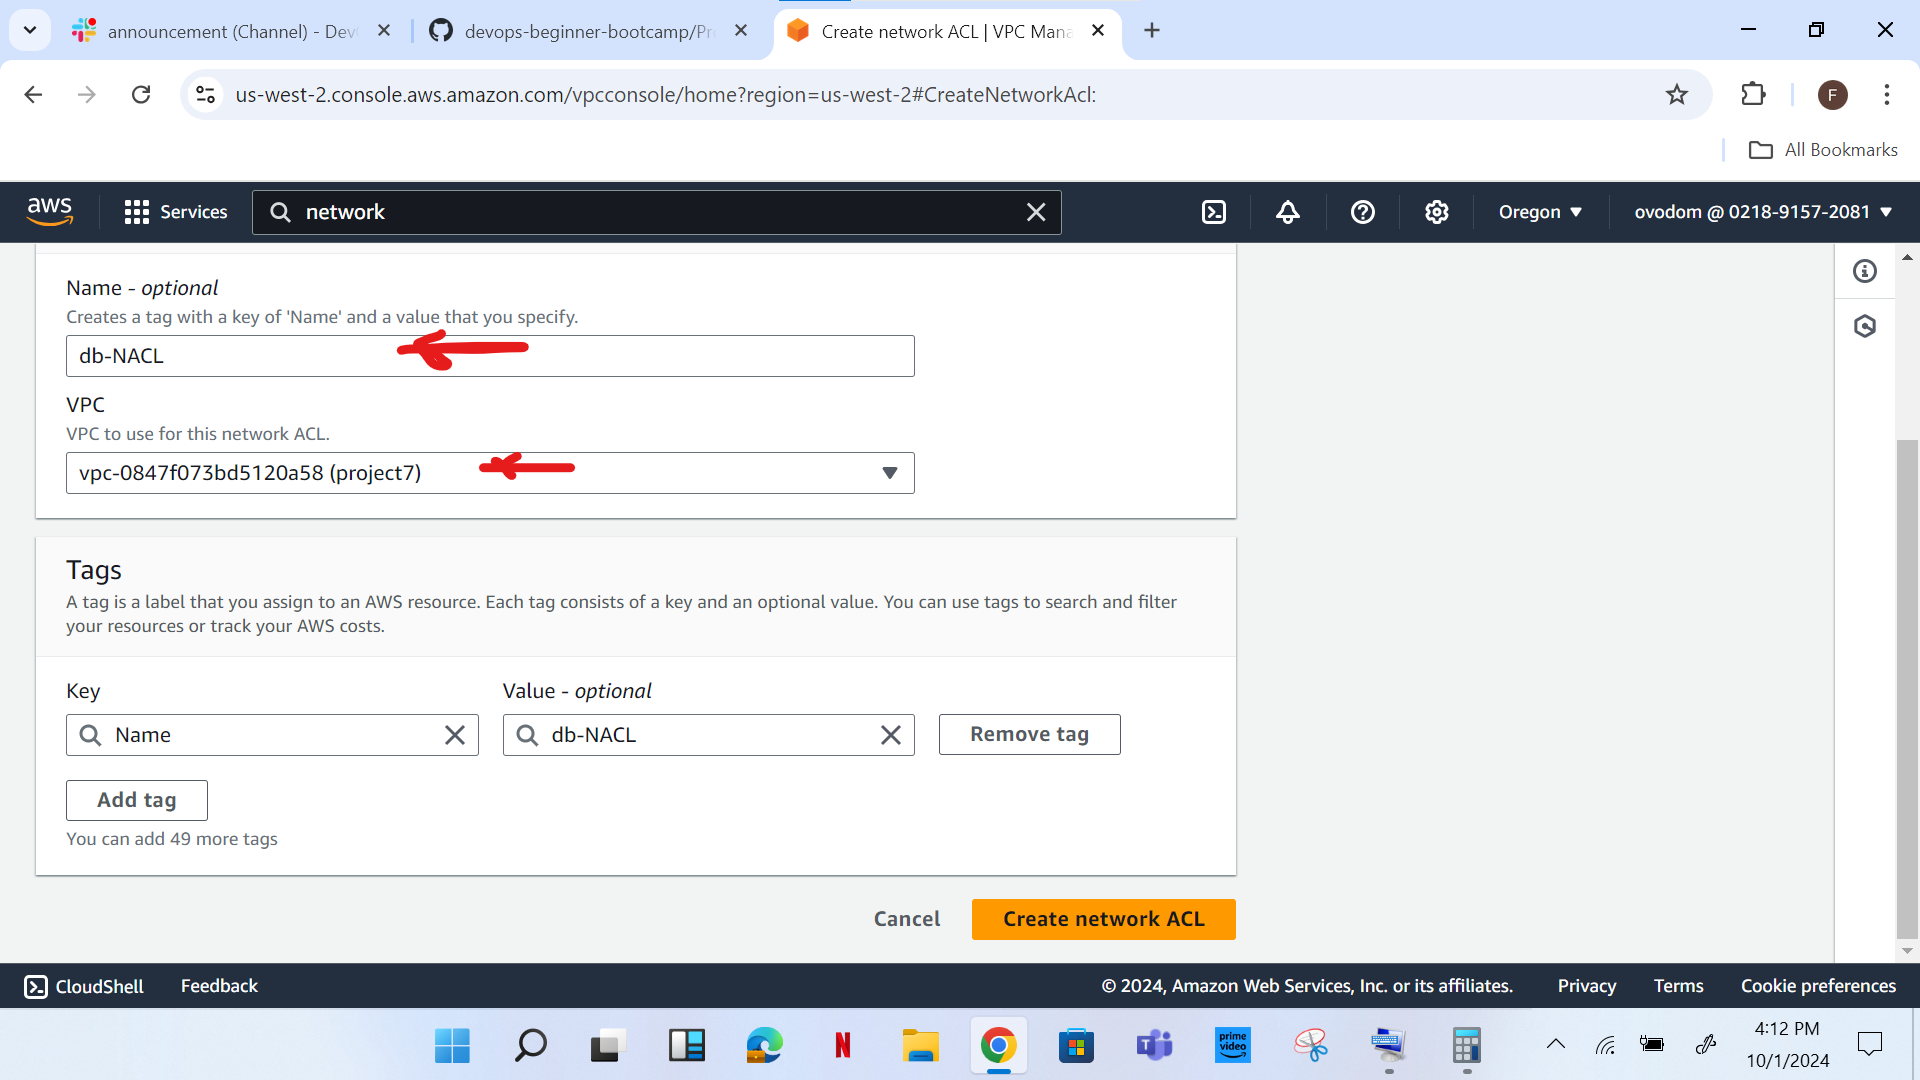 announcement (Channel) - Dev
devops-beginner-bootcamp/Pr
Create network ACL | VPC Mana
us-west-2.console.aws.amazon.com/vpcconsole/home?region=us-west-2#CreateNetworkAcl:
F
All Bookmarks
aws
Services
network
Oregon
ovodom @ 0218-9157-2081
Name - optional
Creates a tag with a key of 'Name' and a value that you specify.
db-NACL
VPC
VPC to use for this network ACL.
vpc-0847f073bd5120a58 (project7)
Tags
A tag is a label that you assign to an AWS resource. Each tag consists of a key and an optional value. You can use tags to search and filter
your resources or track your AWS costs.
Key
Value - optional
Name
db-NACL
Remove tag
Add tag
You can add 49 more tags
Cancel
Create network ACL
CloudShell
Feedback
© 2024, Amazon Web Services, Inc. or its affiliates.
Privacy
Terms
Cookie preferences
N
T
prime
video
4:12 PM
10/1/2024